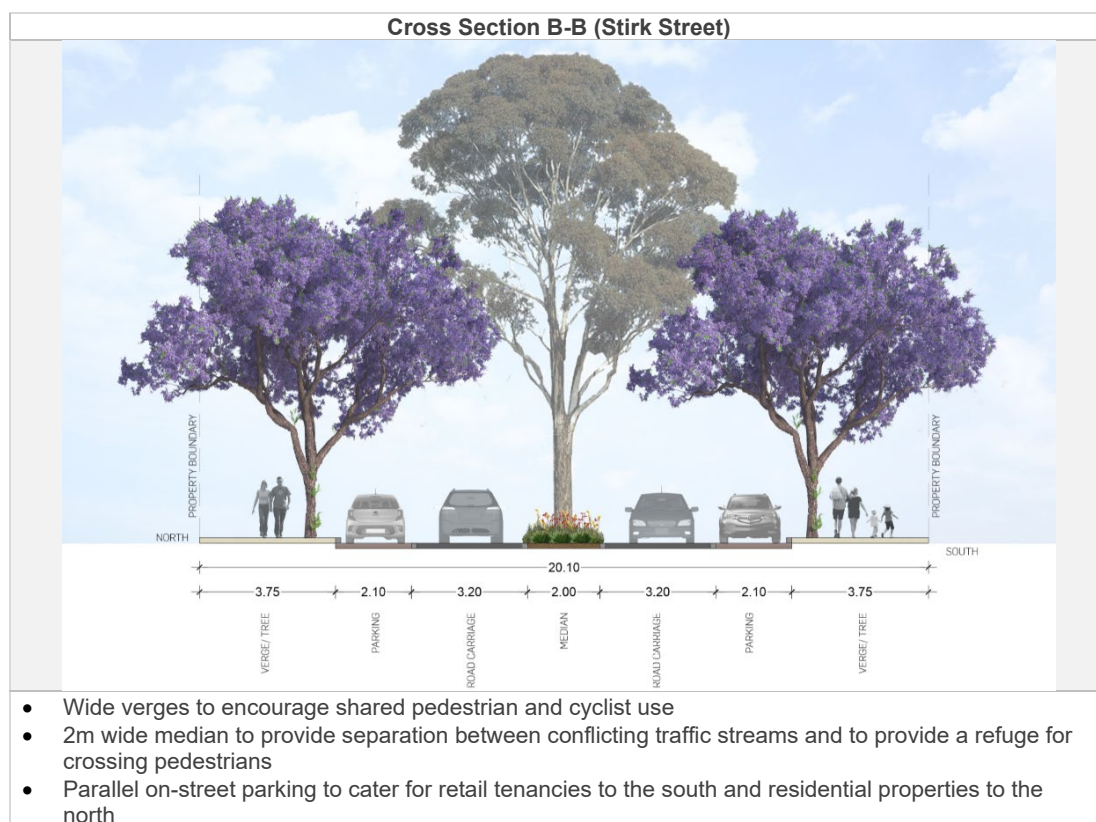 Cross Section B-B (Stirk Street)
PROPERTY BOUNDARY
PROPERTY BOUNDARY
NORTH
SOUTH
20.10
3.75 2.10 3.20 2.00 3.20 2.10 3.75
VERGE/ TREE
PARKING
ROAD CARRIAGE
MEDIAN
ROAD CARRIAGE
PARKING
VERGE/ TREE
• Wide verges to encourage shared pedestrian and cyclist use
• 2m wide median to provide separation between conflicting traffic streams and to provide a refuge for
crossing pedestrians
• Parallel on-street parking to cater for retail tenancies to the south and residential properties to the
north